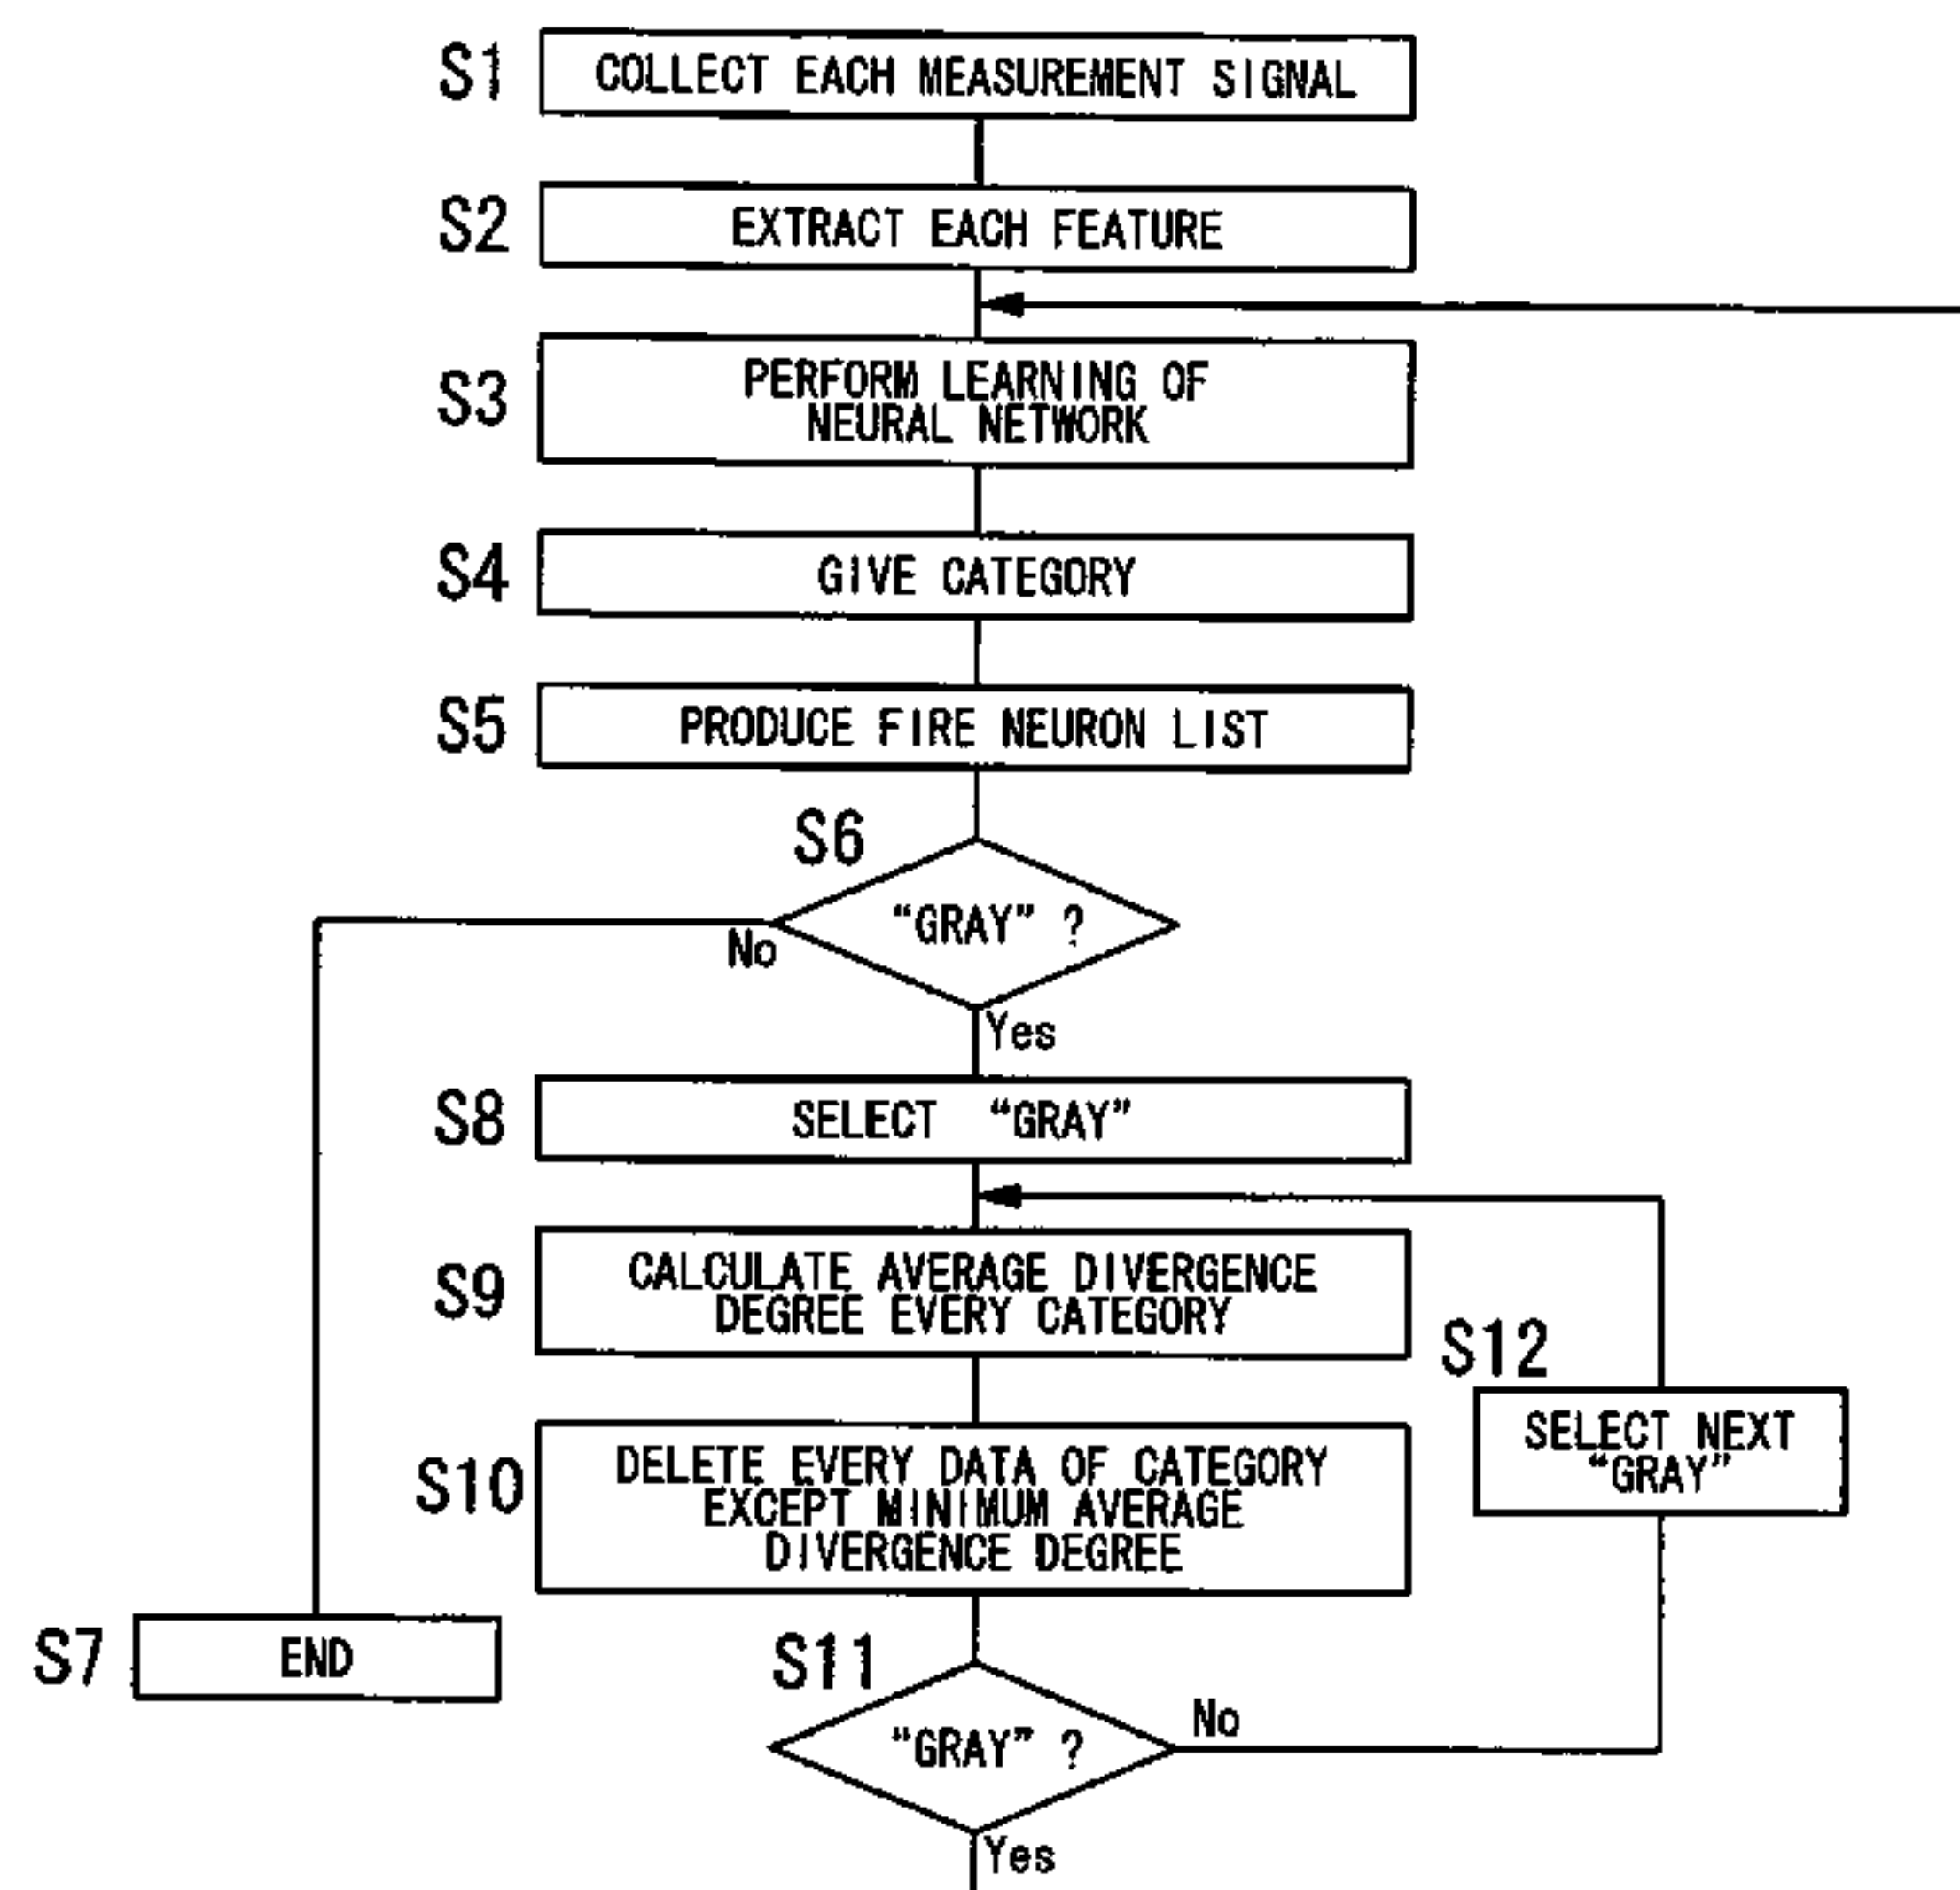 S1
COLLECT EACH MEASUREMENT SIGNAL
S2
EXTRACT EACH FEATURE
S3
PERFORM LEARNING OF
NEURAL NETWORK
S4
GIVE CATEGORY
S5
PRODUCE FIRE NEURON LIST
S6
“GRAY” ?
No
Yes
S8
SELECT “GRAY”
S9
CALCULATE AVERAGE DIVERGENCE
DEGREE EVERY CATEGORY
S12
SELECT NEXT
“GRAY”
S10
DELETE EVERY DATA OF CATEGORY
EXCEPT MINIMUM AVERAGE
DIVERGENCE DEGREE
S7
END
S11
“GRAY” ?
No
Yes